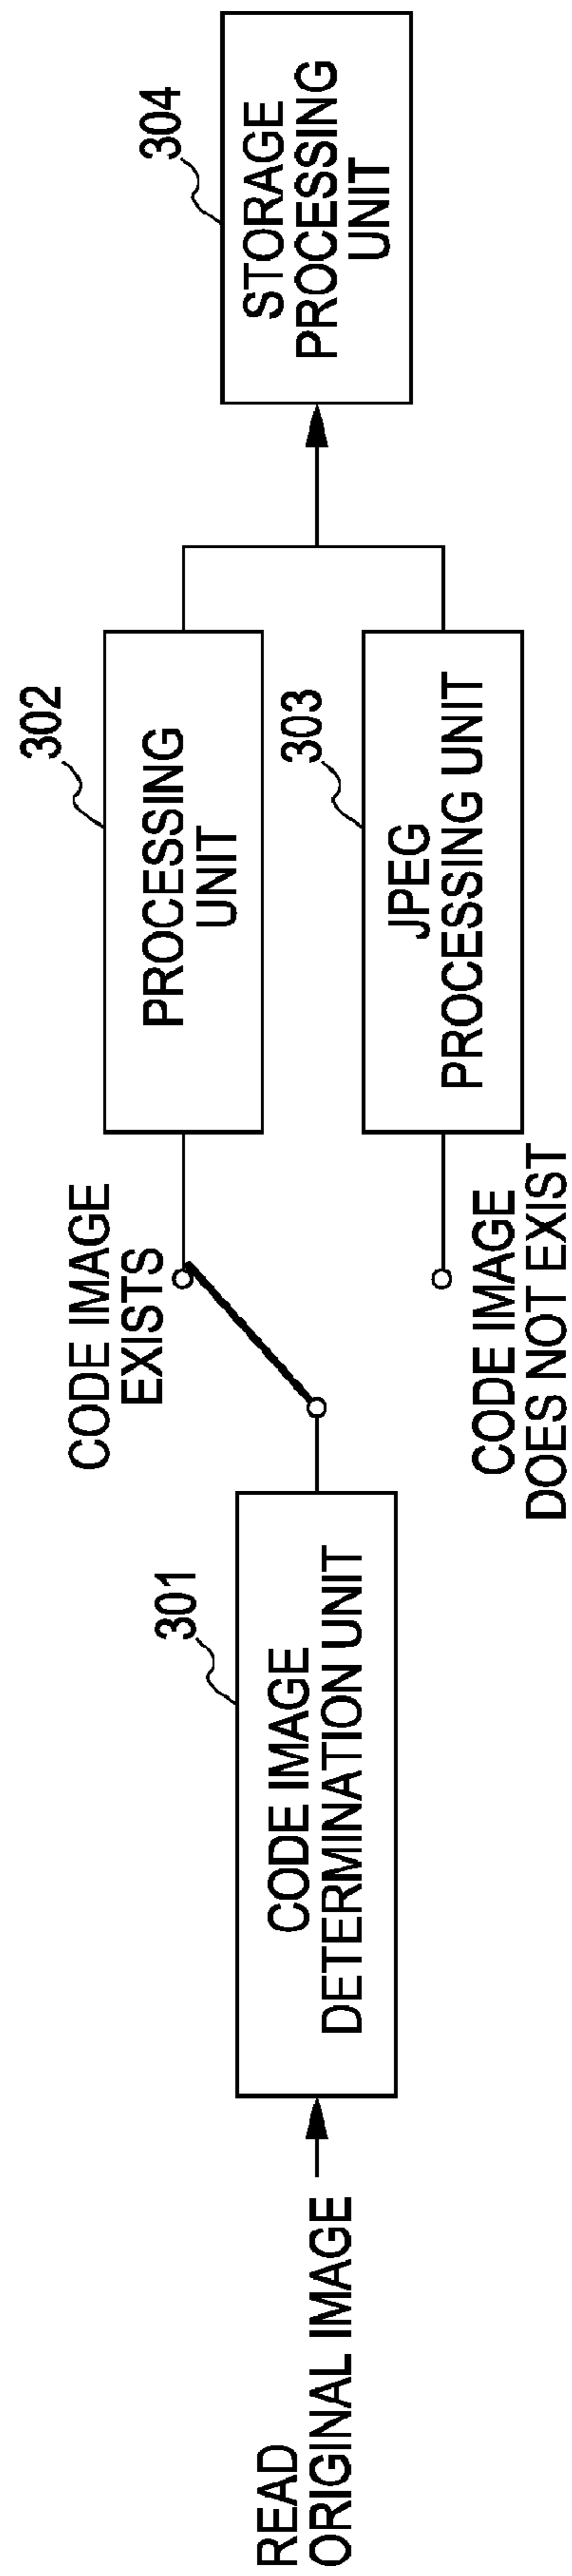 READ
ORIGINAL IMAGE
301
CODE IMAGE
DETERMINATION UNIT
CODE IMAGE
EXISTS
CODE IMAGE
DOES NOT EXIST
302
PROCESSING
UNIT
303
JPEG
PROCESSING UNIT
304
STORAGE
PROCESSING
UNIT